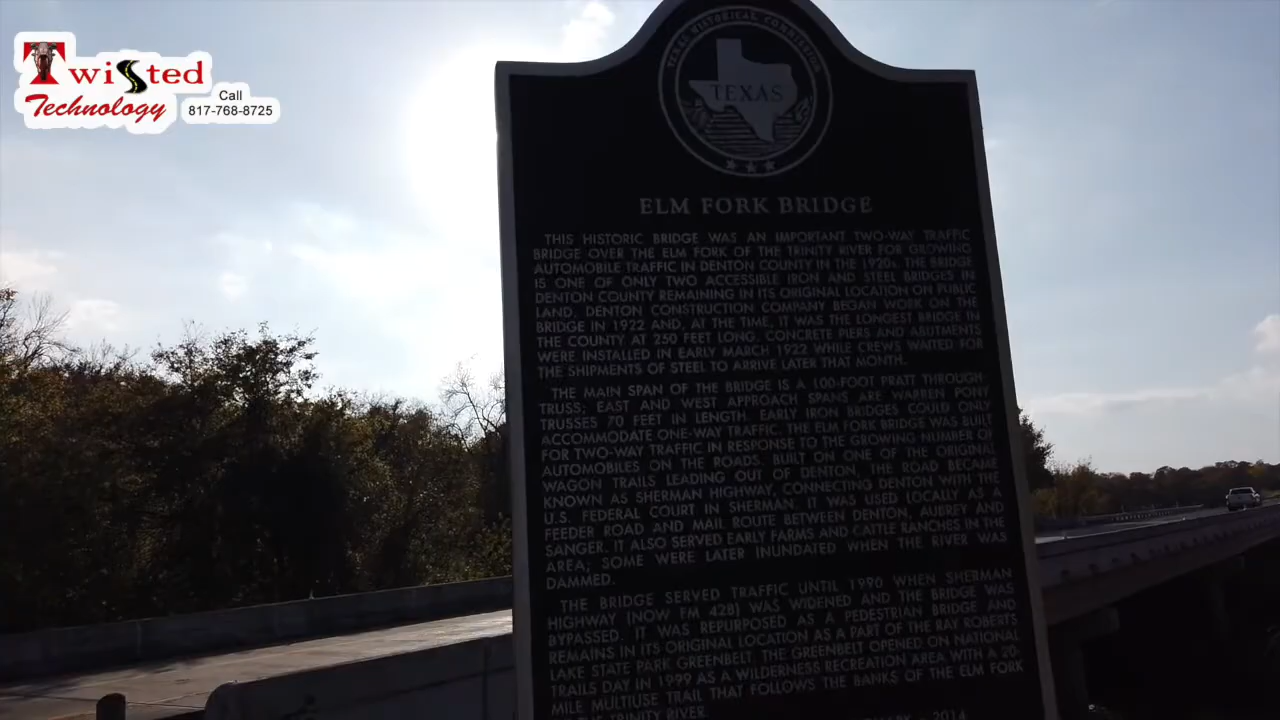 Twisted
Technology
Call
817-768-8725
TEXAS HISTORICAL COMMISSION
TEXAS
ELM FORK BRIDGE
THIS HISTORIC BRIDGE WAS AN IMPORTANT TWO-WAY TRAFFIC
BRIDGE OVER THE ELM FORK OF THE TRINITY RIVER FOR GROWING
AUTOMOBILE TRAFFIC IN DENTON COUNTY IN THE 1920s. THE BRIDGE
IS ONE OF ONLY TWO ACCESSIBLE IRON AND STEEL BRIDGES IN
DENTON COUNTY REMAINING IN ITS ORIGINAL LOCATION ON PUBLIC
LAND. DENTON CONSTRUCTION COMPANY BEGAN WORK ON THE
BRIDGE IN 1922 AND, AT THE TIME, IT WAS THE LONGEST BRIDGE IN
THE COUNTY AT 250 FEET LONG. CONCRETE PIERS AND ABUTMENTS
WERE INSTALLED IN EARLY MARCH 1922 WHILE CREWS WAITED FOR
THE SHIPMENTS OF STEEL TO ARRIVE LATER THAT MONTH.
THE MAIN SPAN OF THE BRIDGE IS A 100-FOOT PRATT THROUGH
TRUSS; EAST AND WEST APPROACH SPANS ARE WARREN PONY
TRUSSES 70 FEET IN LENGTH. EARLY IRON BRIDGES COULD ONLY
ACCOMMODATE ONE-WAY TRAFFIC. THE ELM FORK BRIDGE WAS BUILT
FOR TWO-WAY TRAFFIC IN RESPONSE TO THE GROWING NUMBER OF
AUTOMOBILES ON THE ROADS. BUILT ON ONE OF THE ORIGINAL
WAGON TRAILS LEADING OUT OF DENTON, THE ROAD BECAME
KNOWN AS SHERMAN HIGHWAY, CONNECTING DENTON WITH THE
U.S. FEDERAL COURT IN SHERMAN. IT WAS USED LOCALLY AS A
FEEDER ROAD AND MAIL ROUTE BETWEEN DENTON, AUBREY AND
SANGER. IT ALSO SERVED EARLY FARMS AND CATTLE RANCHES IN THE
AREA; SOME WERE LATER INUNDATED WHEN THE RIVER WAS
DAMMED.
THE BRIDGE SERVED TRAFFIC UNTIL 1990 WHEN SHERMAN
HIGHWAY (NOW FM 428) WAS WIDENED AND THE BRIDGE WAS
BYPASSED. IT WAS REPURPOSED AS A PEDESTRIAN BRIDGE AND
REMAINS IN ITS ORIGINAL LOCATION AS A PART OF THE RAY ROBERTS
LAKE STATE PARK GREENBELT. THE GREENBELT OPENED ON NATIONAL
TRAILS DAY IN 1999 AS A WILDERNESS RECREATION AREA WITH A 20-
MILE MULTIUSE TRAIL THAT FOLLOWS THE BANKS OF THE ELM FORK
OF THE TRINITY RIVER.
2014